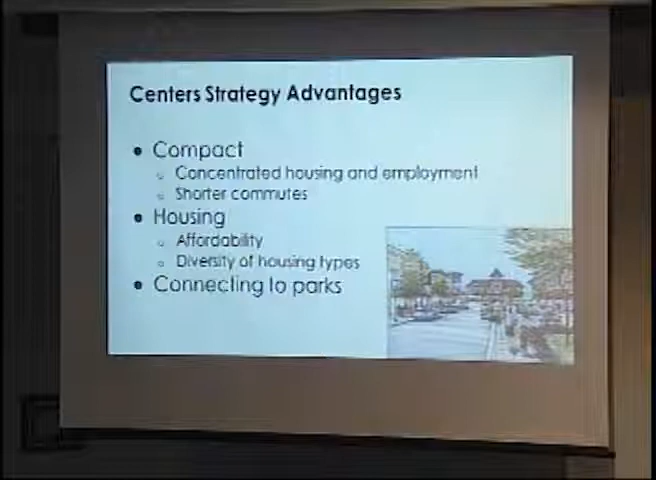 Centers Strategy Advantages
• Compact
o Concentrated housing and employment
o Shorter commutes
• Housing
o Affordability
o Diversity of housing types
• Connecting to parks